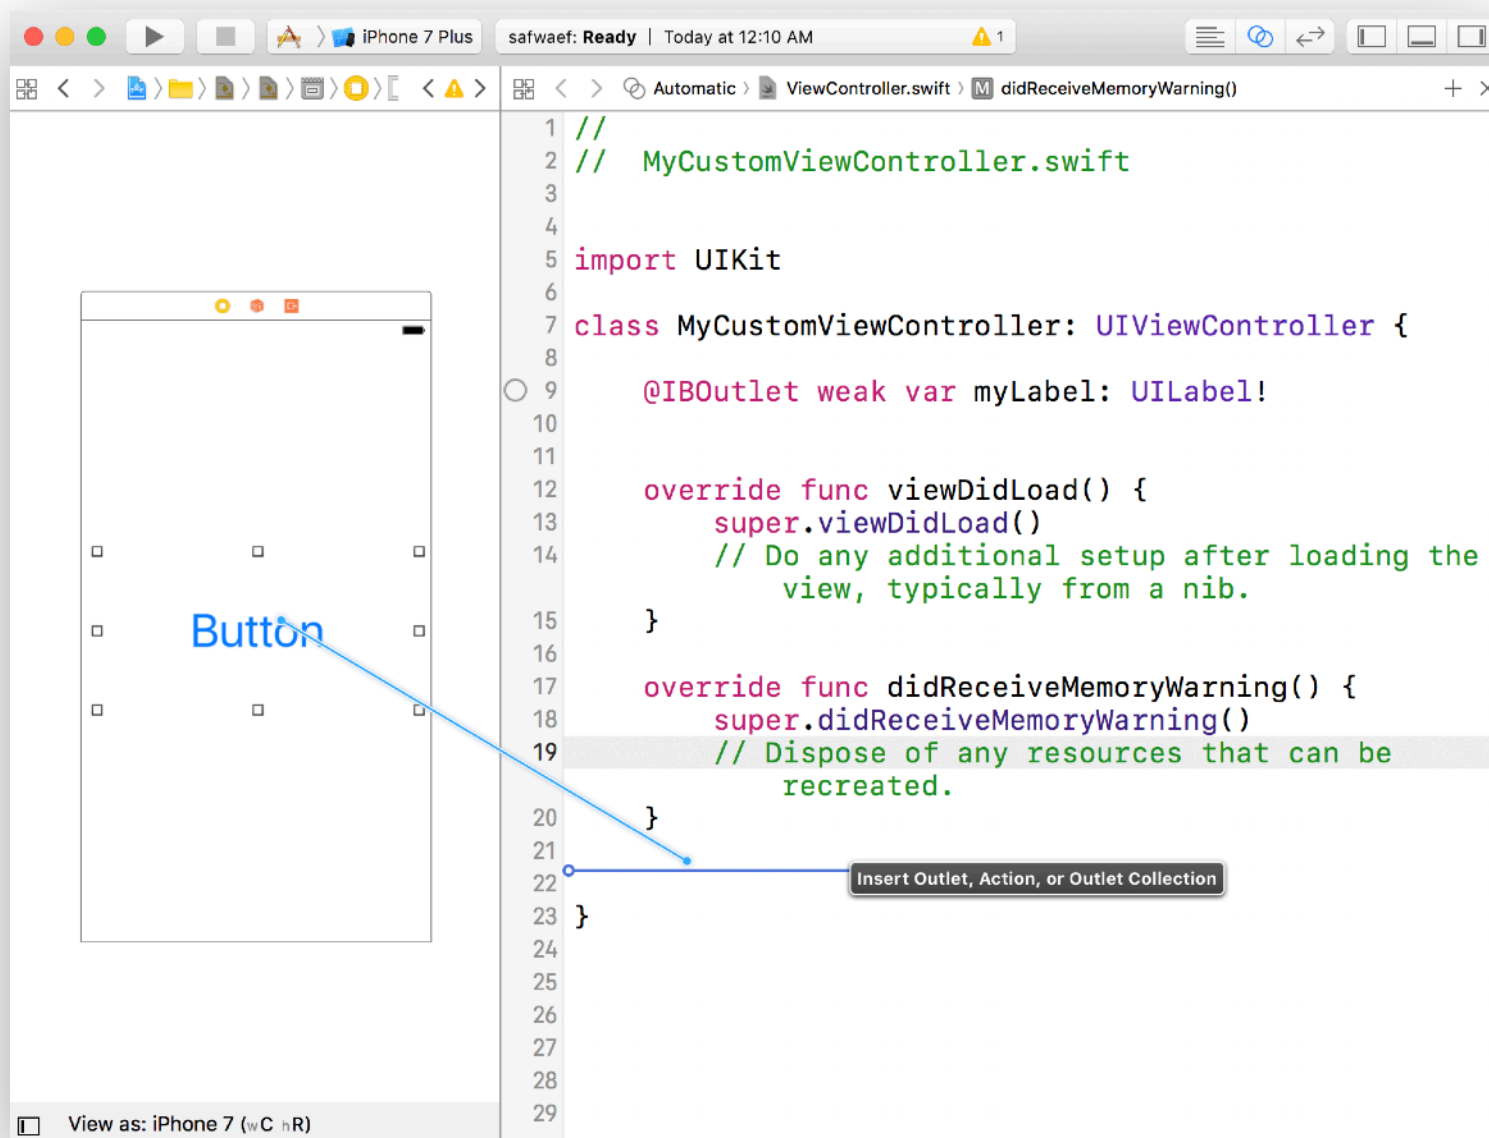 iPhone 7 Plus
safwaef: Ready | Today at 12:10 AM
1
Automatic
ViewController.swift
M
didReceiveMemoryWarning()
1 //
2 //  MyCustomViewController.swift
3
4
5 import UIKit
6
7 class MyCustomViewController: UIViewController {
8
9     @IBOutlet weak var myLabel: UILabel!
10
11
12     override func viewDidLoad() {
13         super.viewDidLoad()
14         // Do any additional setup after loading the
view, typically from a nib.
15     }
16
17     override func didReceiveMemoryWarning() {
18         super.didReceiveMemoryWarning()
19         // Dispose of any resources that can be
recreated.
20     }
21
22
23 }
24
25
26
27
28
29
Button
Insert Outlet, Action, or Outlet Collection
View as: iPhone 7 (wC hR)